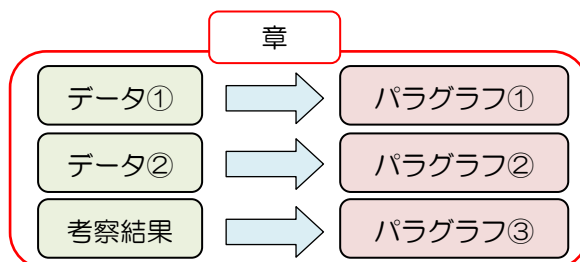 章
データ①
パラグラフ①
データ②
パラグラフ②
考察結果
パラグラフ③